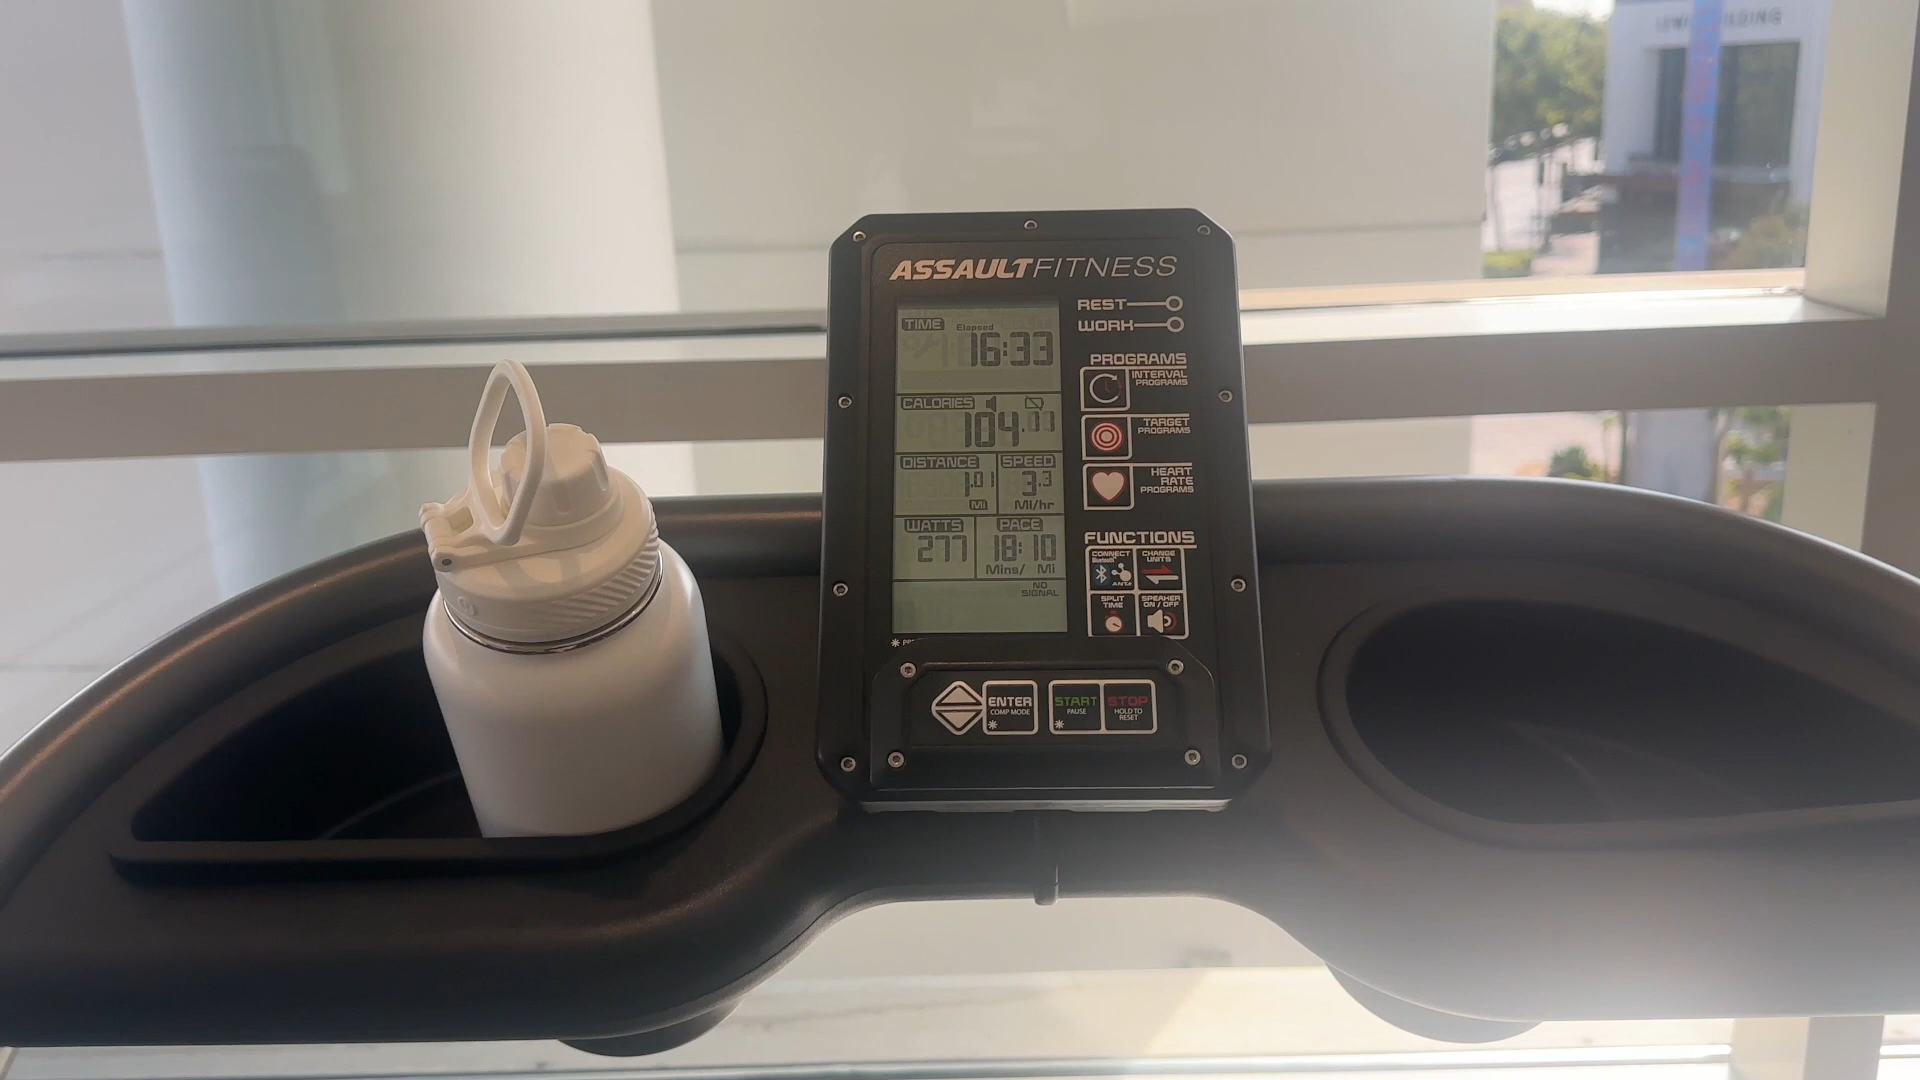 ASSAULTFITNESS
REST
WORK
TIME
Elapsed
16:33
CALORIES
104
DISTANCE
1.01
Mi
SPEED
3.3
MI/hr
WATTS
277
PACE
18:10
Mins/ Mi
NO
SIGNAL
PROGRAMS
INTERVAL
PROGRAMS
TARGET
PROGRAMS
HEART
RATE
PROGRAMS
FUNCTIONS
CONNECT
Bluetooth
ANT+
CHANGE
UNITS
SPLIT
TIME
SPEAKER
ON / OFF
ENTER
COMP MODE
START
PAUSE
STOP
HOLD TO
RESET